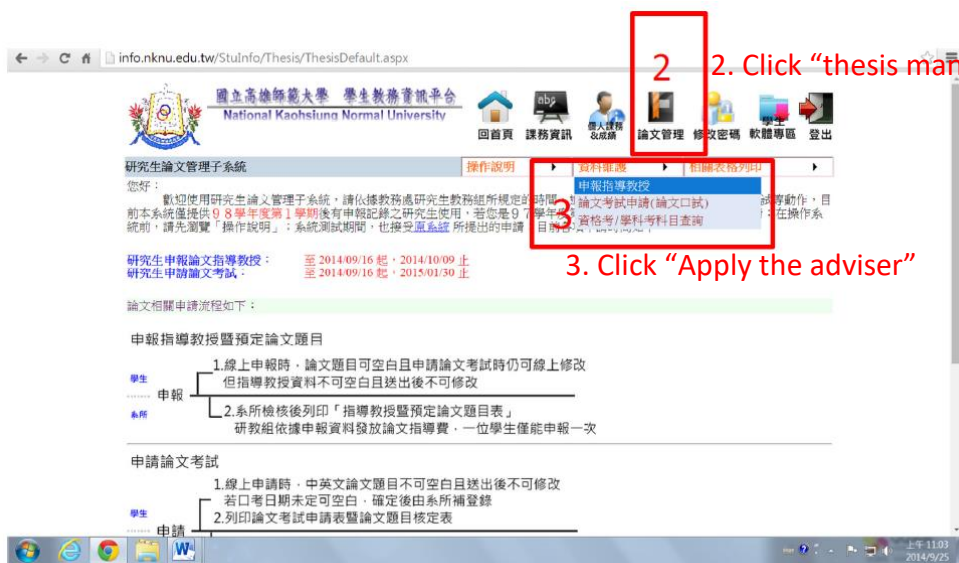 info.nknu.edu.tw/StuInfo/Thesis/ThesisDefault.aspx
2
2. Click “thesis man
國立高雄師範大學 學生教務資訊平台
National Kaohsiung Normal University
回首頁 課務資訊 個人課務&成績 論文管理 修改密碼 學生軟體專區 登出
研究生論文管理子系統 操作說明 資料維護 相關表格列印
您好：
申報指導教授
論文考試申請(論文口試)
資格考/學科考科目查詢
3
歡迎使用研究生論文管理子系統，請依據教務處研究生教務組所規定的時間
試等動作，目
前本系統僅提供９８學年度第１學期後有申報記錄之研究生使用，若您是９７學年度
；在操作系
統前，請先瀏覽「操作說明」；系統測試期間，也接受原系統 所提出的申請，目前
3. Click “Apply the adviser”
研究生申報論文指導教授： 至 2014/09/16 起，2014/10/09 止
研究生申請論文考試： 至 2014/09/16 起，2015/01/30 止
論文相關申請流程如下：
申報指導教授暨預定論文題目
1.線上申報時，論文題目可空白且申請論文考試時仍可線上修改
但指導教授資料不可空白且送出後不可修改
學生
申報
系所
2.系所檢核後列印「指導教授暨預定論文題目表」
研教組依據申報資料發放論文指導費，一位學生僅能申報一次
申請論文考試
1.線上申請時，中英文論文題目不可空白且送出後不可修改
若口考日期未定可空白，確定後由系所補登錄
學生
2.列印論文考試申請表暨論文題目核定表
申請
上午 11:03
2014/9/25